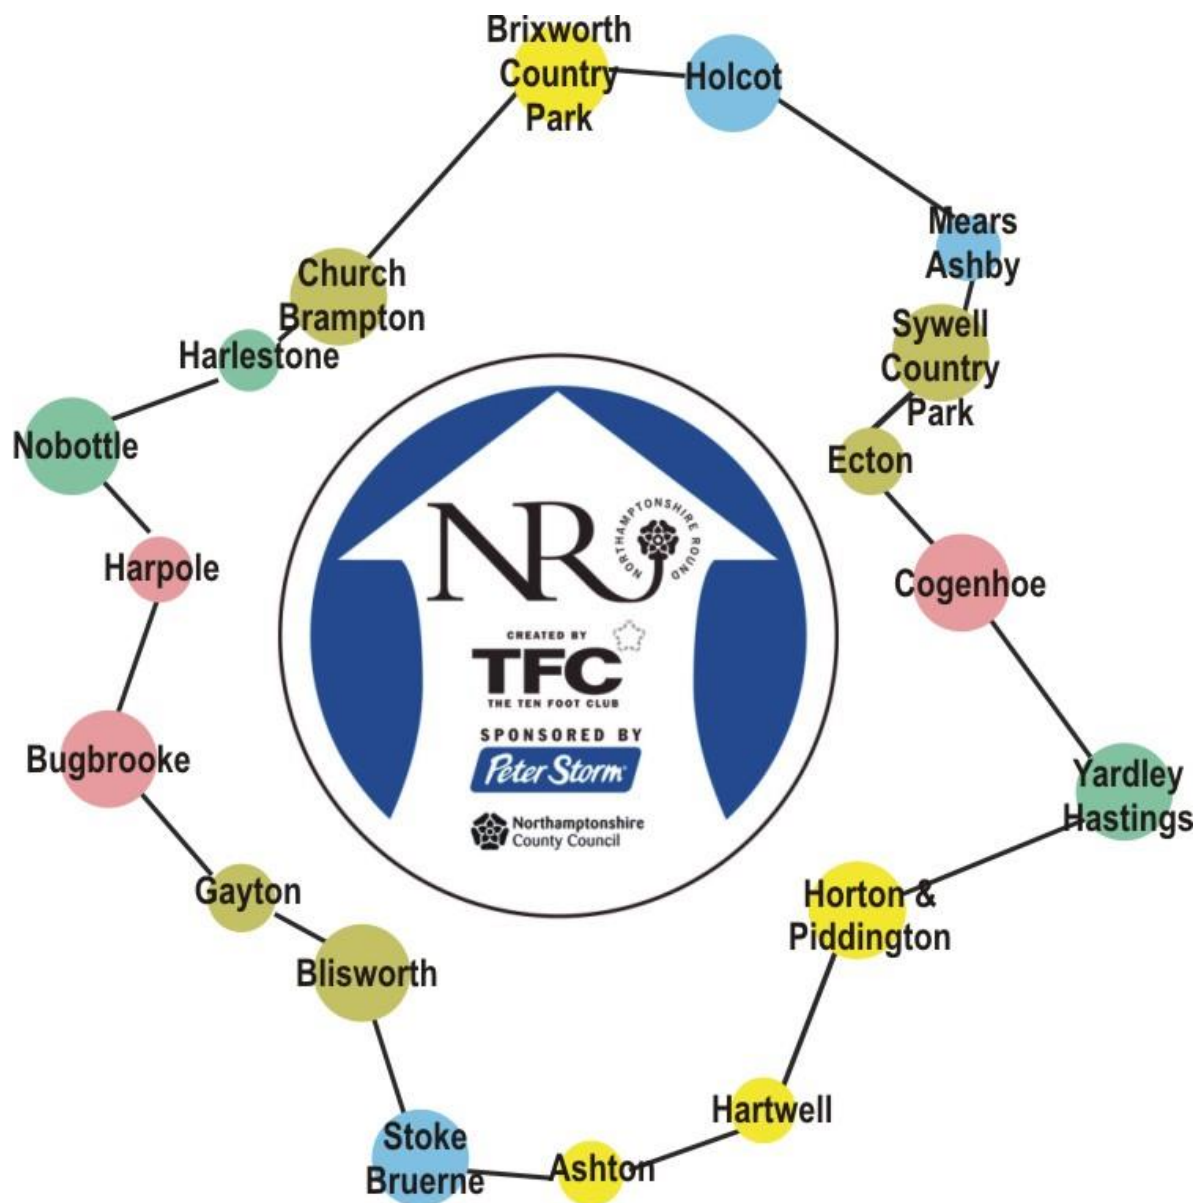 Brixworth
Country
Park
Holcot
Mears
Ashby
Church
Brampton
Sywell
Country
Park
Harlestone
Nobottle
Ecton
NR
NORTHAMPTONSHIRE ROUND
Harpole
Cogenhoe
CREATED BY
TFC
THE TEN FOOT CLUB
SPONSORED BY
Peter Storm
Bugbrooke
Yardley
Hastings
Northamptonshire
County Council
Gayton
Horton &
Piddington
Blisworth
Hartwell
Stoke
Bruerne
Ashton